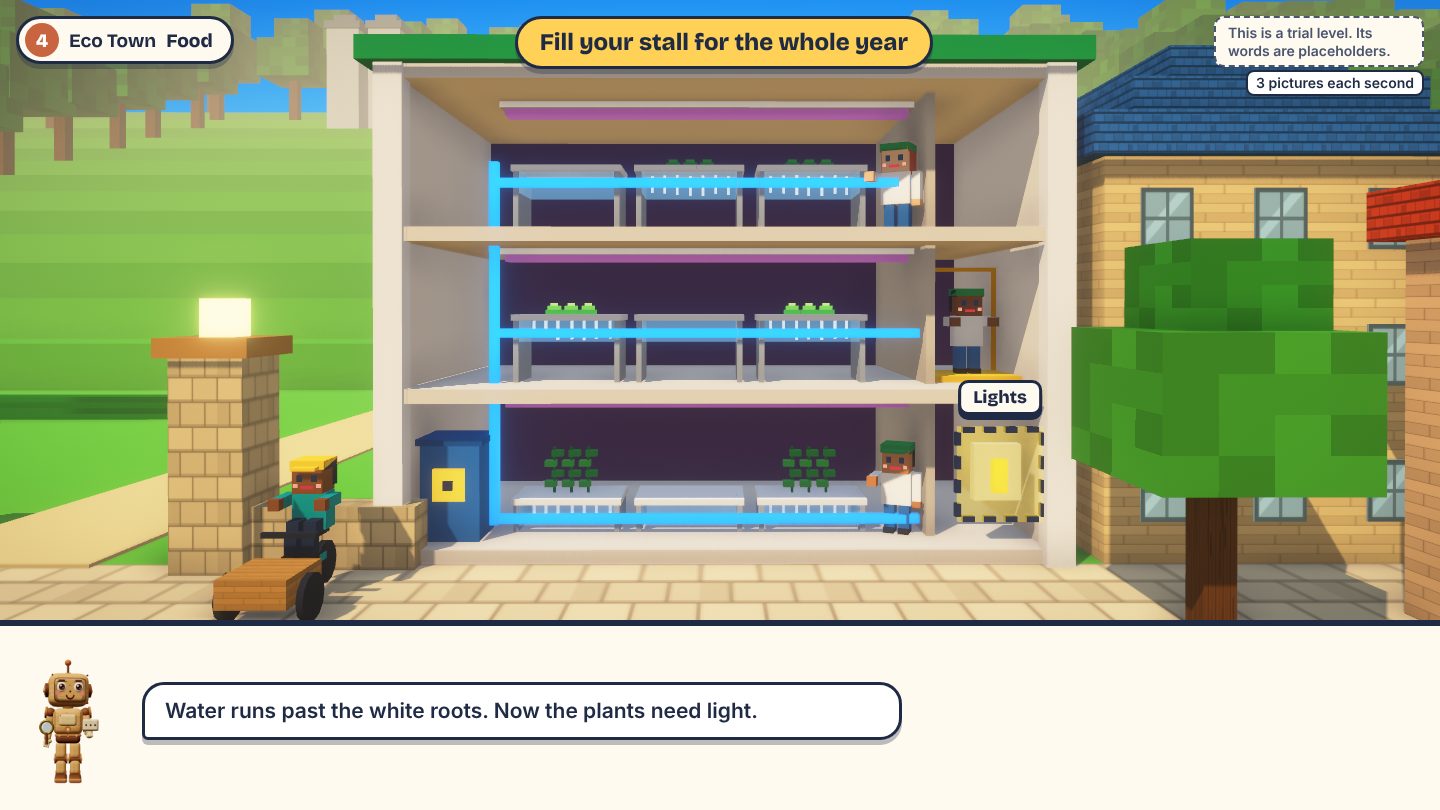 4 Eco Town Food
Fill your stall for the whole year
This is a trial level. Its
words are placeholders.
3 pictures each second
Lights
Water runs past the white roots. Now the plants need light.